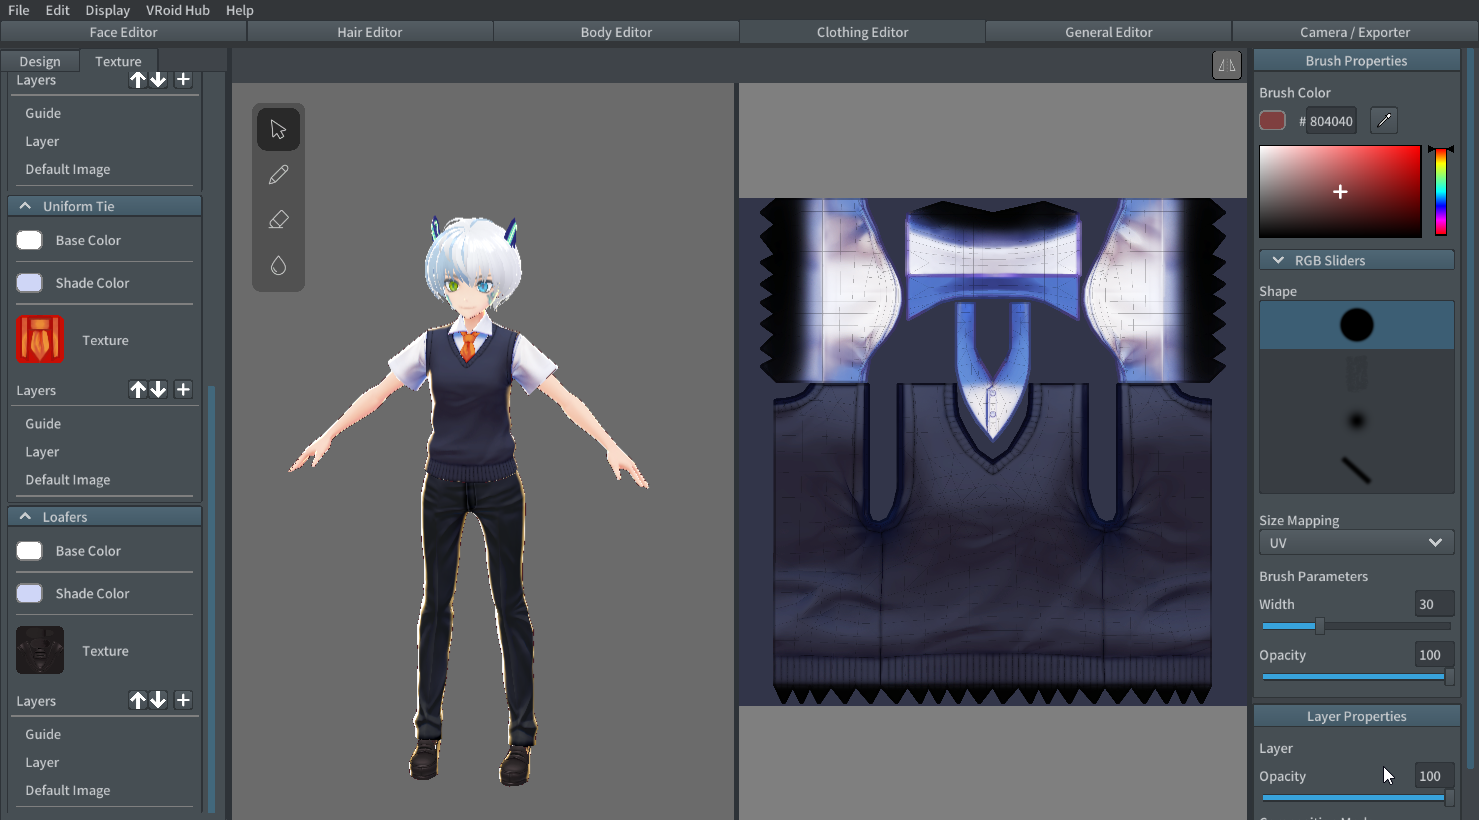 File Edit Display VRoid Hub Help
Face Editor Hair Editor Body Editor Clothing Editor General Editor Camera / Exporter
Design Texture
Layers
Guide
Layer
Default Image
Uniform Tie
Base Color
Shade Color
Texture
Layers
Guide
Layer
Default Image
Loafers
Base Color
Shade Color
Texture
Layers
Guide
Layer
Default Image
Brush Properties
Brush Color
# 804040
RGB Sliders
Shape
Size Mapping
UV
Brush Parameters
Width 30
Opacity 100
Layer Properties
Layer
Opacity 100